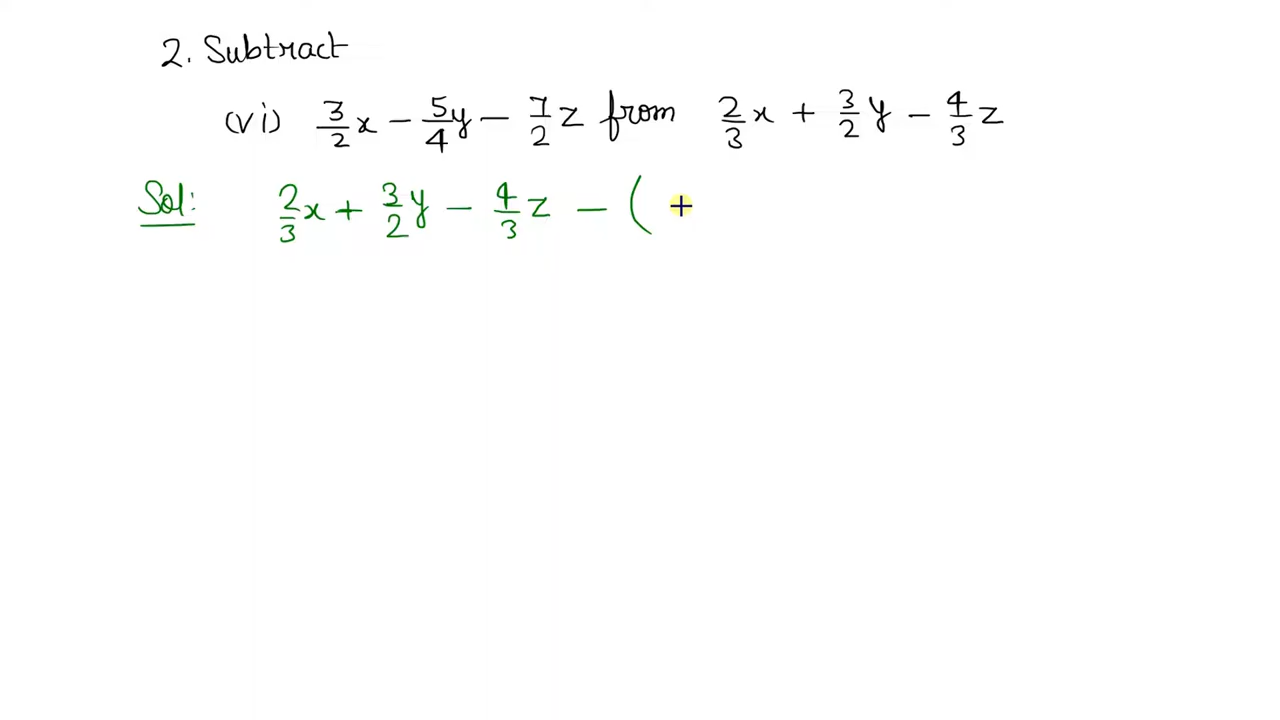 2. Subtract
(vi) 3/2 x - 5/4 y - 7/2 z from 2/3 x + 3/2 y - 4/3 z
Sol: 2/3 x + 3/2 y - 4/3 z - (